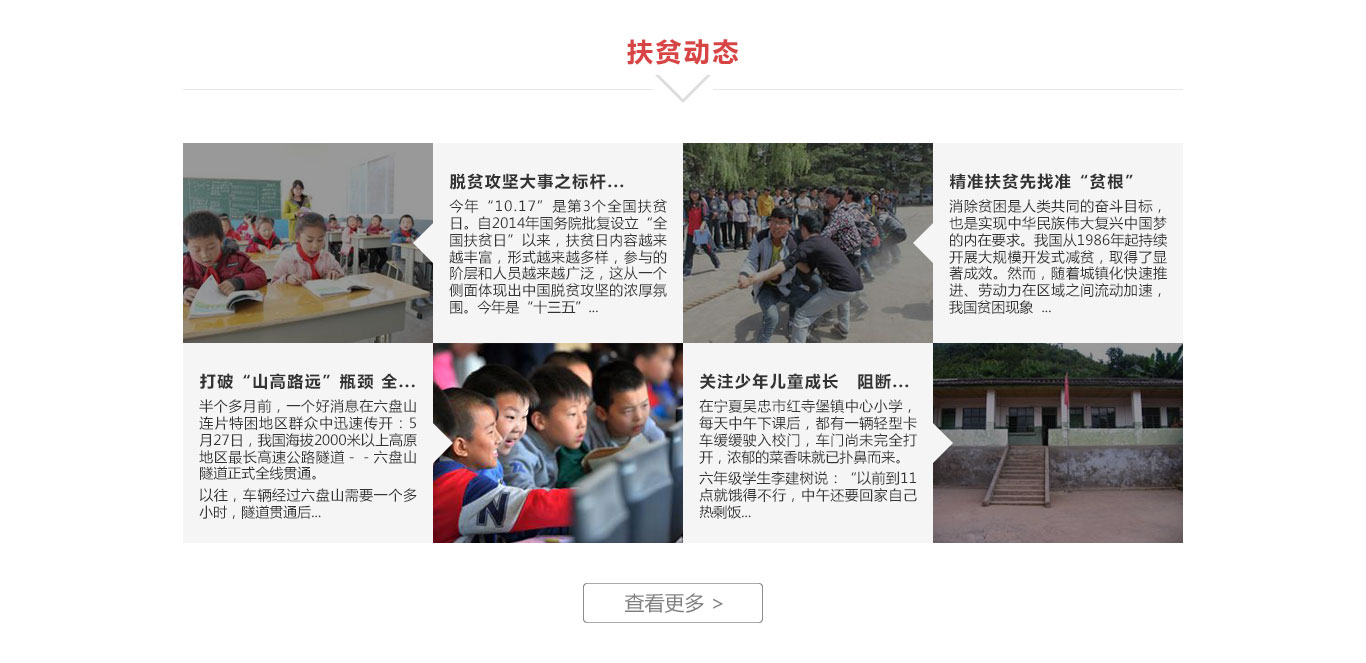 扶贫动态
脱贫攻坚大事之标杆...
今年“10.17”是第3个全国扶贫
日。自2014年国务院批复设立“全
国扶贫日”以来，扶贫日内容越来
越丰富，形式越来越多样，参与的
阶层和人员越来越广泛，这从一个
侧面体现出中国脱贫攻坚的浓厚氛
围。今年是“十三五”...
精准扶贫先找准“贫根”
消除贫困是人类共同的奋斗目标，
也是实现中华民族伟大复兴中国梦
的内在要求。我国从1986年起持续
开展大规模开发式减贫，取得了显
著成效。然而，随着城镇化快速推
进、劳动力在区域之间流动加速，
我国贫困现象 ...
打破“山高路远”瓶颈 全...
半个多月前，一个好消息在六盘山
连片特困地区群众中迅速传开：5
月27日，我国海拔2000米以上高原
地区最长高速公路隧道－－六盘山
隧道正式全线贯通。
以往，车辆经过六盘山需要一个多
小时，隧道贯通后...
关注少年儿童成长　阻断...
在宁夏吴忠市红寺堡镇中心小学，
每天中午下课后，都有一辆轻型卡
车缓缓驶入校门，车门尚未完全打
开，浓郁的菜香味就已扑鼻而来。
六年级学生李建树说：“以前到11
点就饿得不行，中午还要回家自己
热剩饭...
查看更多 >